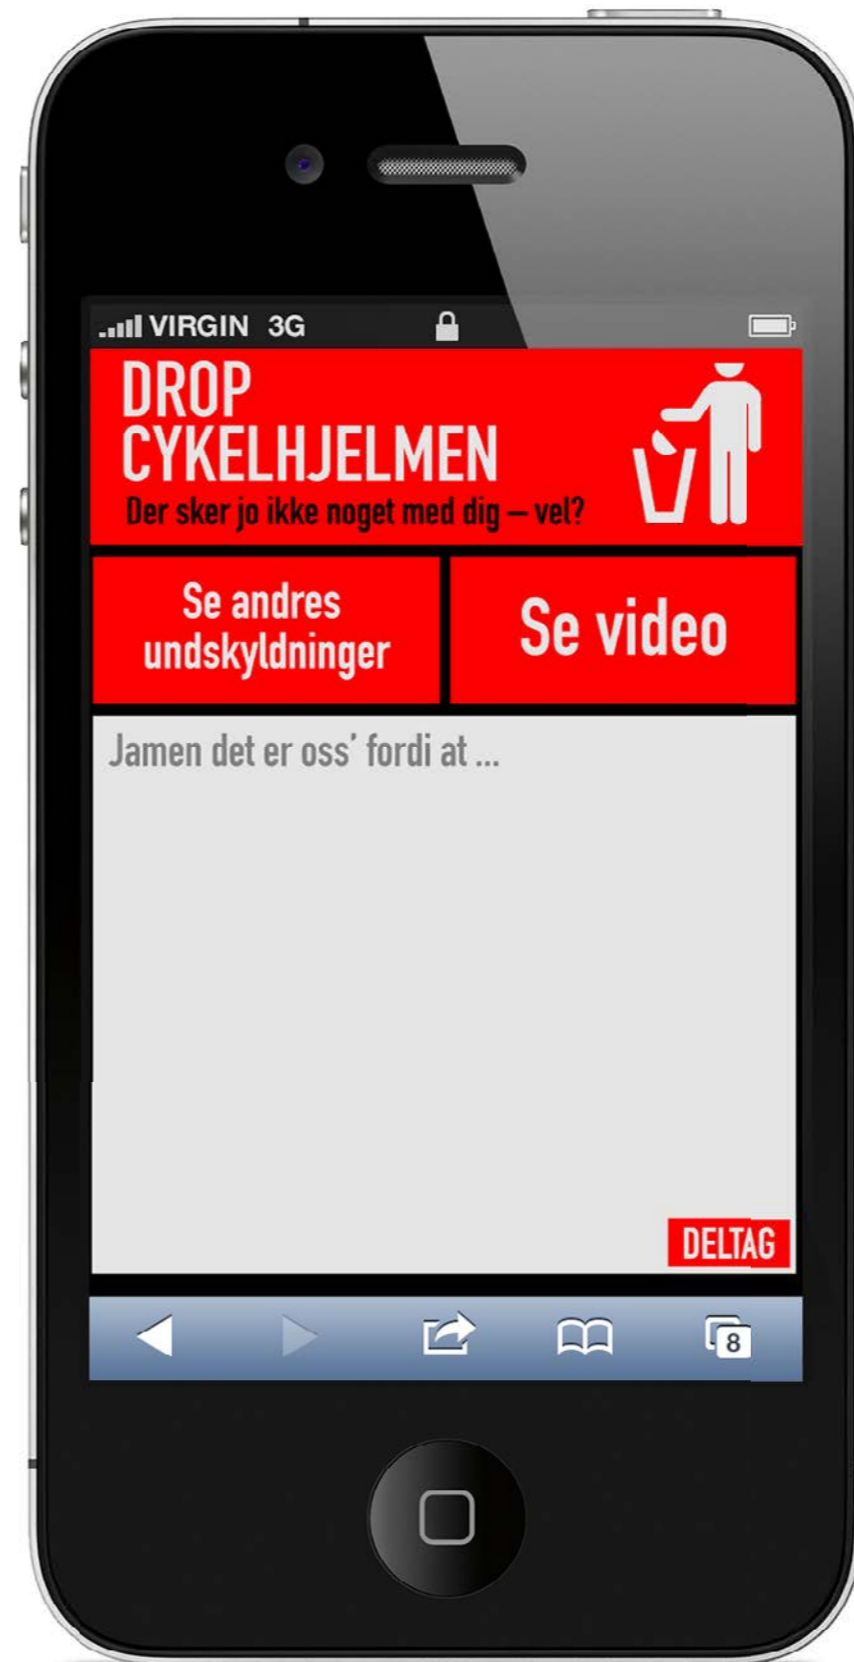 VIRGIN 3G
DROP
CYKELHJELMEN
Der sker jo ikke noget med dig – vel?
Se andres
undskyldninger
Se video
Jamen det er oss’ fordi at ...
DELTAG
8